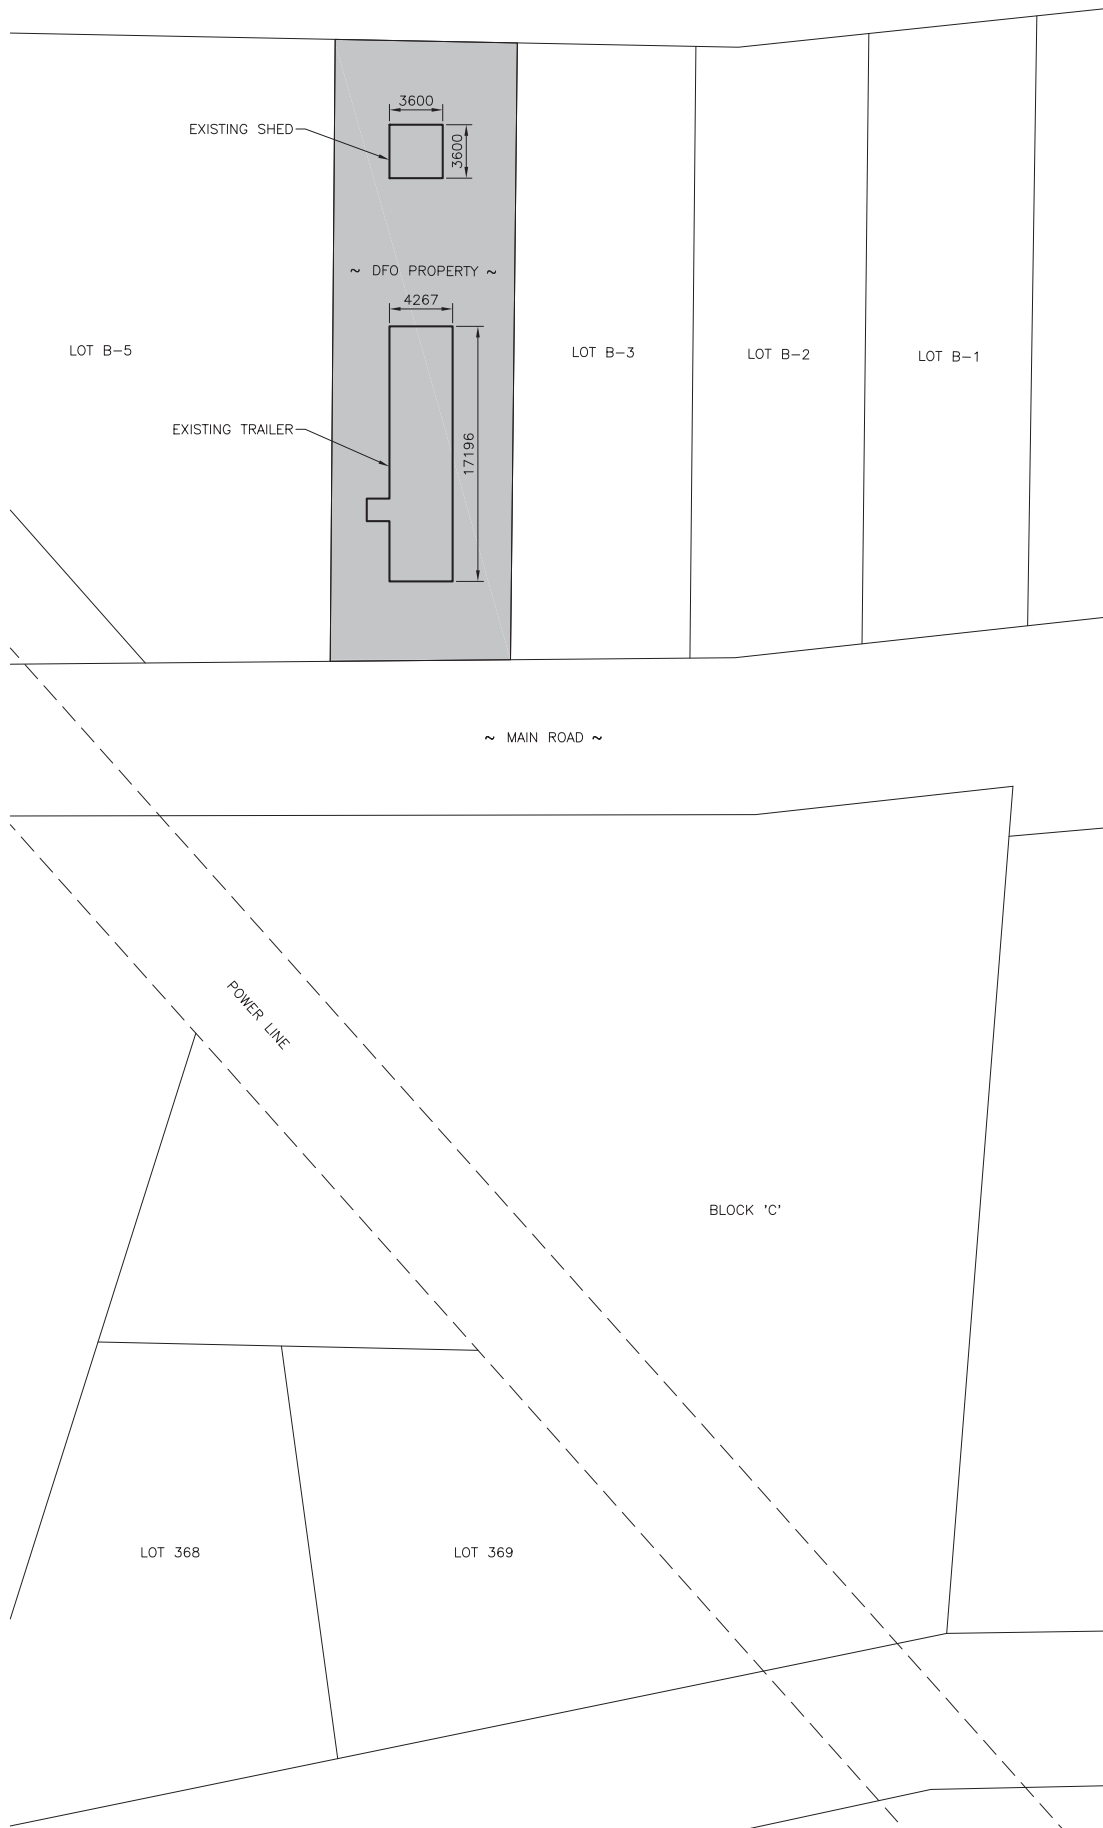 3600
EXISTING SHED
3600
~ DFO PROPERTY ~
4267
LOT B-5
LOT B-3
LOT B-2
LOT B-1
EXISTING TRAILER
17196
~ MAIN ROAD ~
POWER LINE
BLOCK 'C'
LOT 368
LOT 369